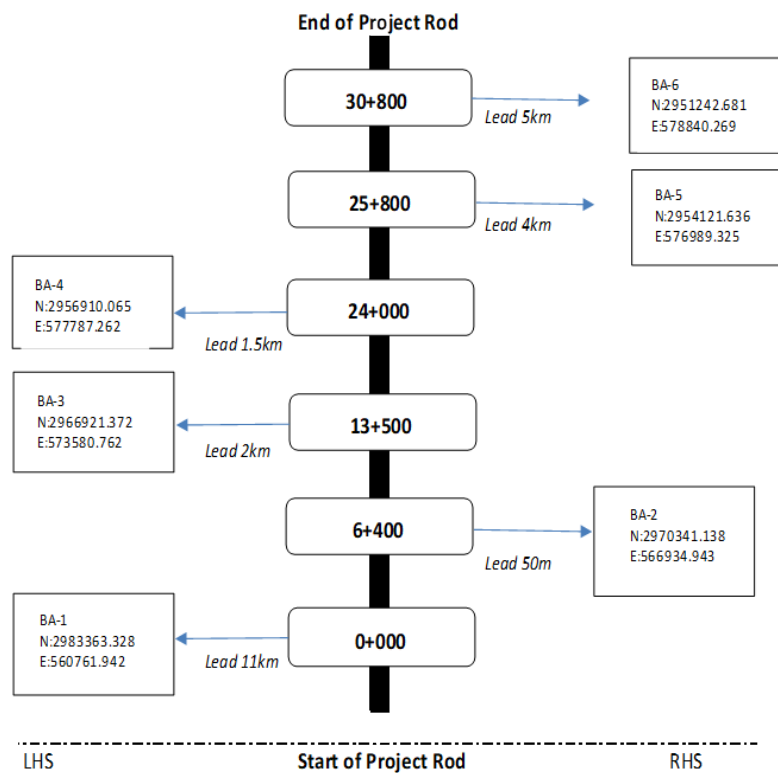 End of Project Rod
30+800
Lead 5km
BA-6
N:2951242.681
E:578840.269
25+800
Lead 4km
BA-5
N:2954121.636
E:576989.325
BA-4
N:2956910.065
E:577787.262
Lead 1.5km
24+000
BA-3
N:2966921.372
E:573580.762
Lead 2km
13+500
6+400
Lead 50m
BA-2
N:2970341.138
E:566934.943
BA-1
N:2983363.328
E:560761.942
Lead 11km
0+000
LHS
Start of Project Rod
RHS